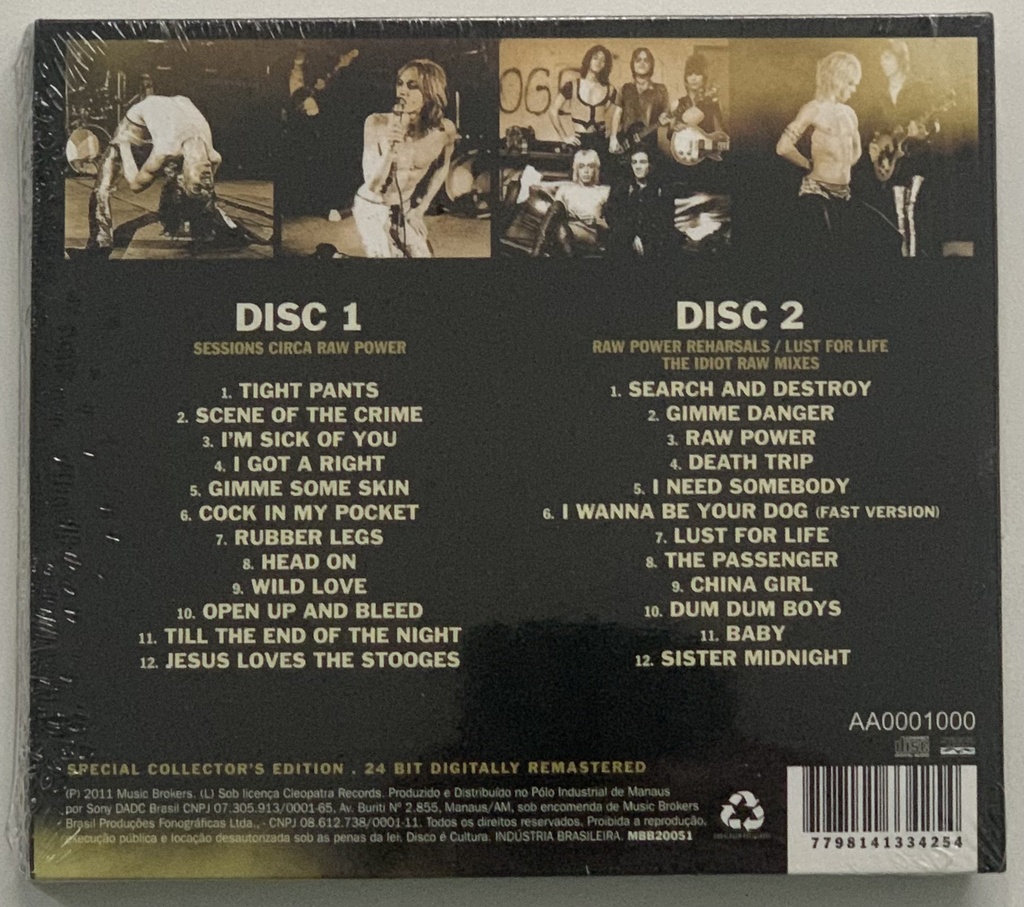 OG
DISC 1
SESSIONS CIRCA RAW POWER
1. TIGHT PANTS
2. SCENE OF THE CRIME
3. I'M SICK OF YOU
4. I GOT A RIGHT
5. GIMME SOME SKIN
6. COCK IN MY POCKET
7. RUBBER LEGS
8. HEAD ON
9. WILD LOVE
10. OPEN UP AND BLEED
11. TILL THE END OF THE NIGHT
12. JESUS LOVES THE STOOGES
DISC 2
RAW POWER REHARSALS / LUST FOR LIFE
THE IDIOT RAW MIXES
1. SEARCH AND DESTROY
2. GIMME DANGER
3. RAW POWER
4. DEATH TRIP
5. I NEED SOMEBODY
6. I WANNA BE YOUR DOG (FAST VERSION)
7. LUST FOR LIFE
8. THE PASSENGER
9. CHINA GIRL
10. DUM DUM BOYS
11. BABY
12. SISTER MIDNIGHT
AA0001000
disc
SPECIAL COLLECTOR'S EDITION . 24 BIT DIGITALLY REMASTERED
(P) 2011 Music Brokers. (L) Sob licença Cleopatra Records. Produzido e Distribuído no Pólo Industrial de Manaus
por Sony DADC Brasil CNPJ 07.305.913/0001-65, Av. Buriti Nº 2.855, Manaus/AM, sob encomenda de Music Brokers
Brasil Produções Fonográficas Ltda., - CNPJ 08.612.738/0001-11. Todos os direitos reservados. Proibida a reprodução,
execução pública e locação desautorizada sob as penas da lei. Disco é Cultura. INDÚSTRIA BRASILEIRA. MBB20051
7798141334254